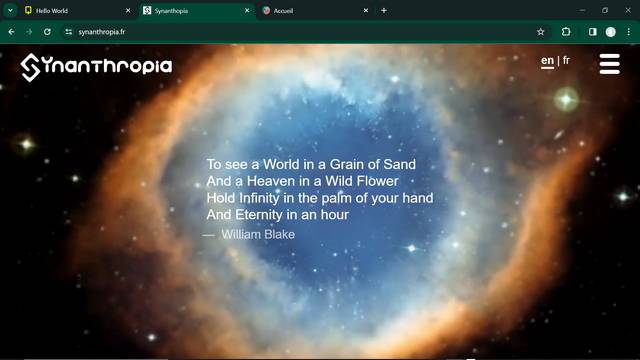 Hello World
Synanthopia
Accueil
synanthropia.fr
Synanthropia
en | fr
To see a World in a Grain of Sand
And a Heaven in a Wild Flower
Hold Infinity in the palm of your hand
And Eternity in an hour
— William Blake